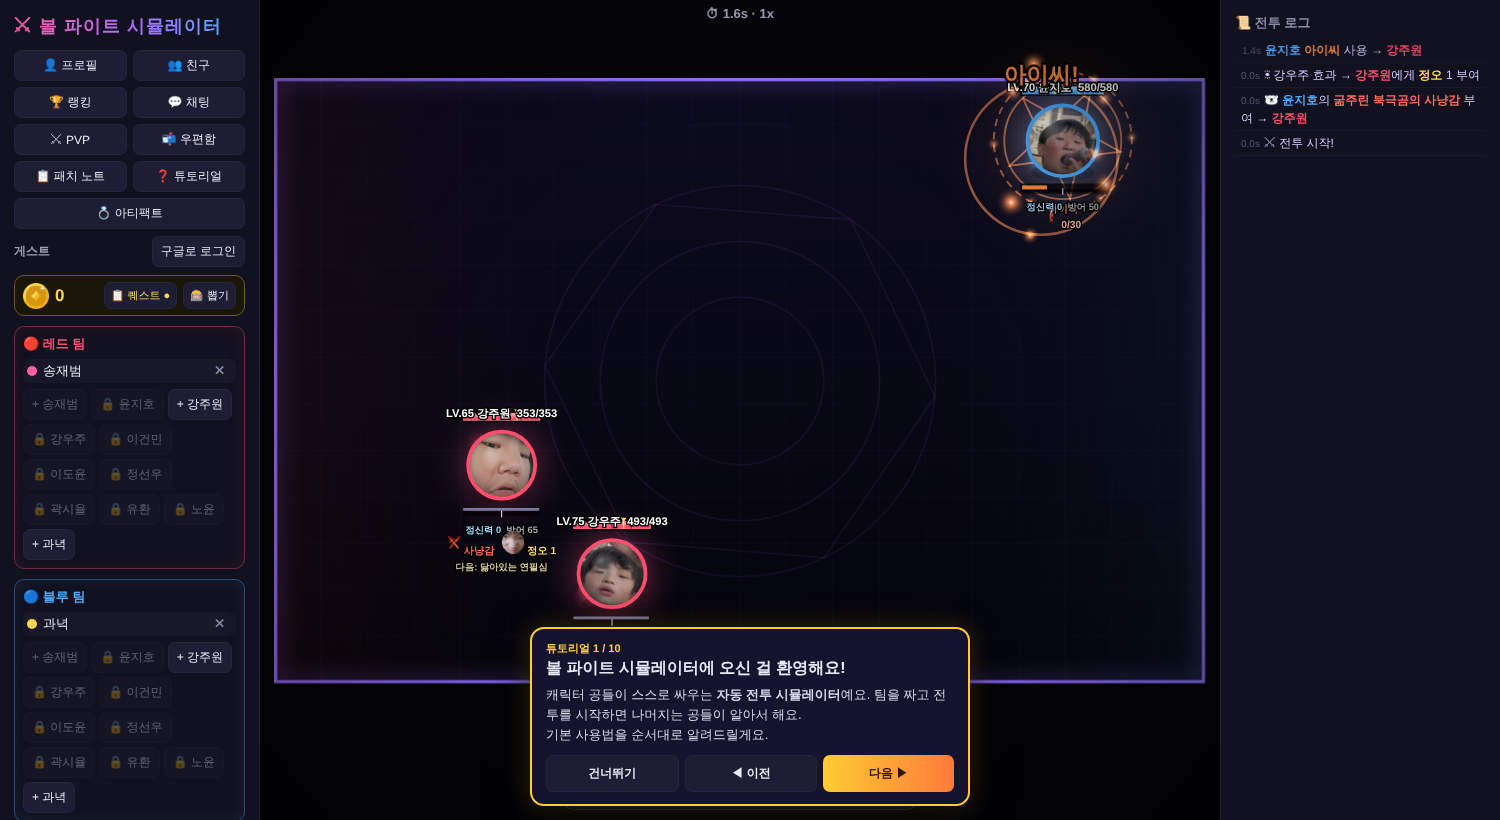 ⚔ 볼 파이트 시뮬레이터
👤 프로필
👥 친구
🏆 랭킹
💬 채팅
⚔ PVP
📬 우편함
📋 패치 노트
❓ 튜토리얼
💍 아티팩트
게스트
구글로 로그인
0
📋 퀘스트 ●
🎰 뽑기
🔴 레드 팀
송재범 ✕
+ 송재범
🔒 윤지호
+ 강주원
🔒 강우주
🔒 이건민
🔒 이도윤
🔒 정선우
🔒 곽시율
🔒 유환
🔒 노윤
+ 과녁
🔵 블루 팀
과녁 ✕
+ 송재범
🔒 윤지호
+ 강주원
🔒 강우주
🔒 이건민
🔒 이도윤
🔒 정선우
🔒 곽시율
🔒 유환
🔒 노윤
+ 과녁
⏱ 1.6s · 1x
아이씨!
LV.70 윤지호 580/580
정신력 0 방어 50
0/30
LV.65 강주원 353/353
정신력 0 방어 65
사냥감 정오 1
다음: 닳아있는 연필심
LV.75 강우주 493/493
튜토리얼 1 / 10
볼 파이트 시뮬레이터에 오신 걸 환영해요!
캐릭터 공들이 스스로 싸우는 자동 전투 시뮬레이터예요. 팀을 짜고 전
투를 시작하면 나머지는 공들이 알아서 해요.
기본 사용법을 순서대로 알려드릴게요.
건너뛰기
◀ 이전
다음 ▶
📜 전투 로그
1.4s 윤지호 아이씨 사용 → 강주원
0.0s 강우주 효과 → 강주원에게 정오 1 부여
0.0s 🐻‍❄️ 윤지호의 굶주린 북극곰의 사냥감 부
여 → 강주원
0.0s ⚔ 전투 시작!